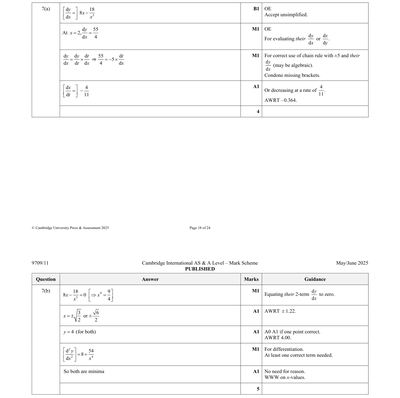 7(a) [dy/dx =] 8x − 18/x³ B1 OE
Accept unsimplified.
At x = 2, dy/dx = 55/4 M1 OE
For evaluating their dy/dx or dx/dy.
dy/dx = dy/dt × dt/dx ⇒ 55/4 = −5 × dt/dx M1 For correct use of chain rule with ±5 and their
dy/dx (may be algebraic).
Condone missing brackets.
[dx/dt =] − 4/11 A1 Or decreasing at a rate of 4/11.
AWRT –0.364.
4
© Cambridge University Press & Assessment 2025 Page 18 of 24
9709/11 Cambridge International AS & A Level – Mark Scheme May/June 2025
PUBLISHED
Question Answer Marks Guidance
7(b) 8x − 18/x³ = 0 [⇒ x⁴ = 9/4] M1 Equating their 2-term dy/dx to zero.
x = ±√(3/2) or √6/2 A1 AWRT ± 1.22.
y = 4 (for both) A1 A0 A1 if one point correct.
AWRT 4.00.
[d²y/dx² =] 8 + 54/x⁴ M1 For differentiation.
At least one correct term needed.
So both are minima A1 No need for reason.
WWW on x-values.
5